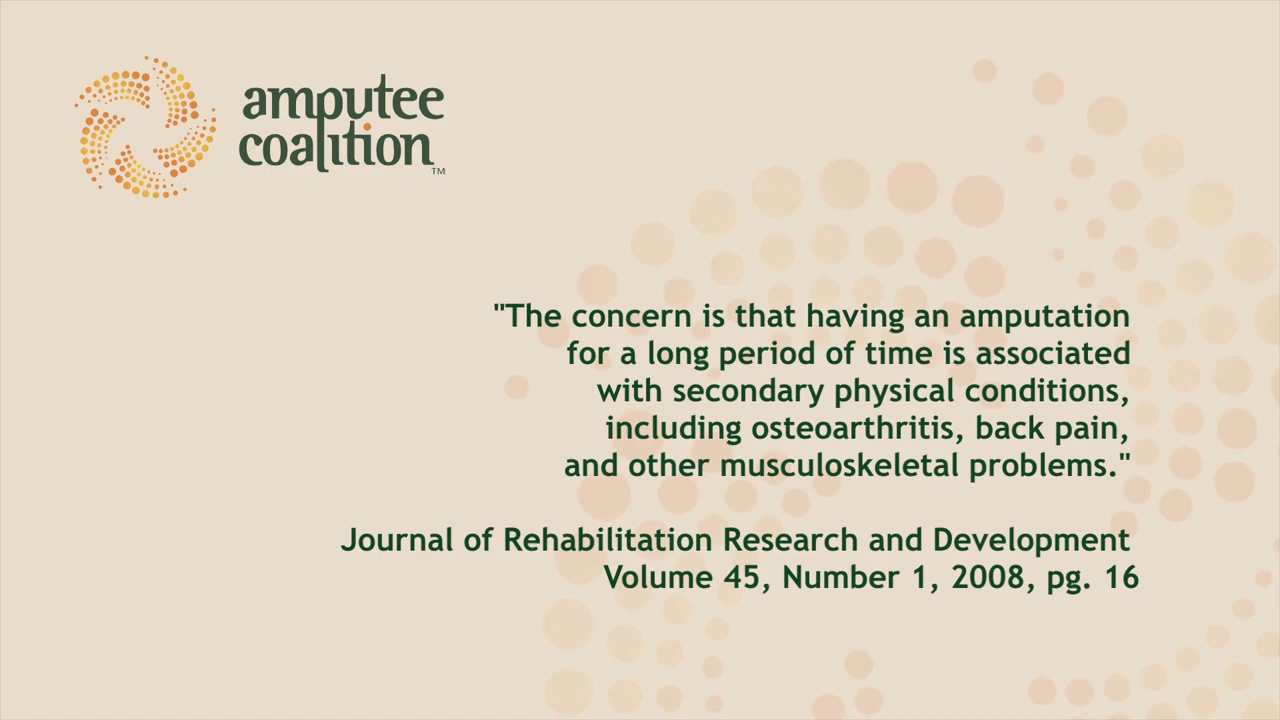 amputee
coalition
TM
"The concern is that having an amputation
for a long period of time is associated
with secondary physical conditions,
including osteoarthritis, back pain,
and other musculoskeletal problems."
Journal of Rehabilitation Research and Development
Volume 45, Number 1, 2008, pg. 16